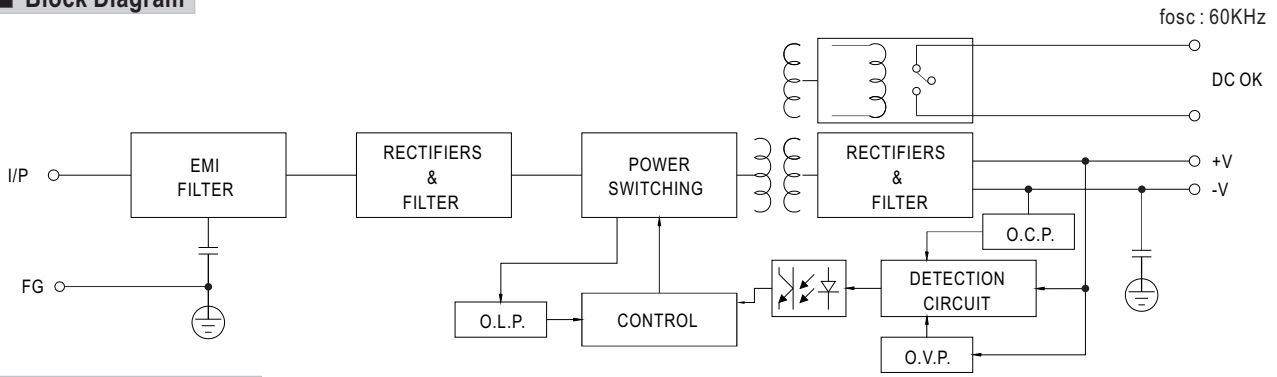 ■ Block Diagram
fosc : 60KHz
DC OK
I/P
EMI
FILTER
RECTIFIERS
&
FILTER
POWER
SWITCHING
RECTIFIERS
&
FILTER
+V
-V
O.C.P.
FG
O.L.P.
CONTROL
DETECTION
CIRCUIT
O.V.P.